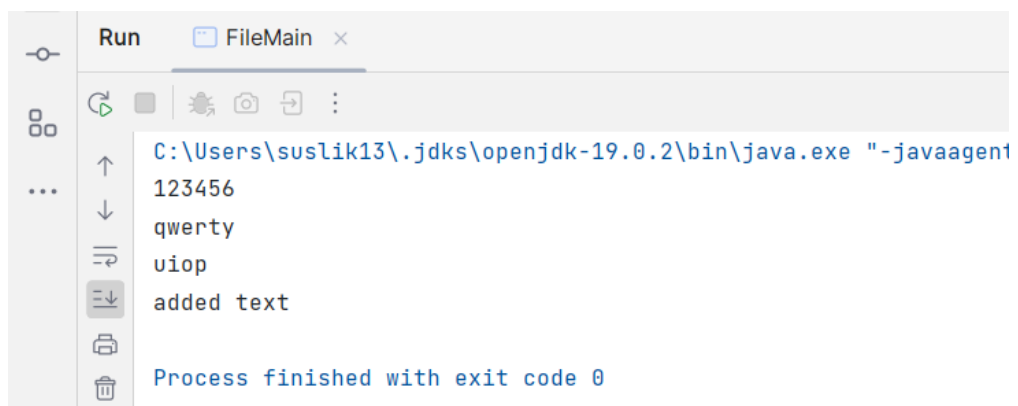 Run FileMain
C:\Users\suslik13\.jdks\openjdk-19.0.2\bin\java.exe "-javaagent
123456
qwerty
uiop
added text
Process finished with exit code 0